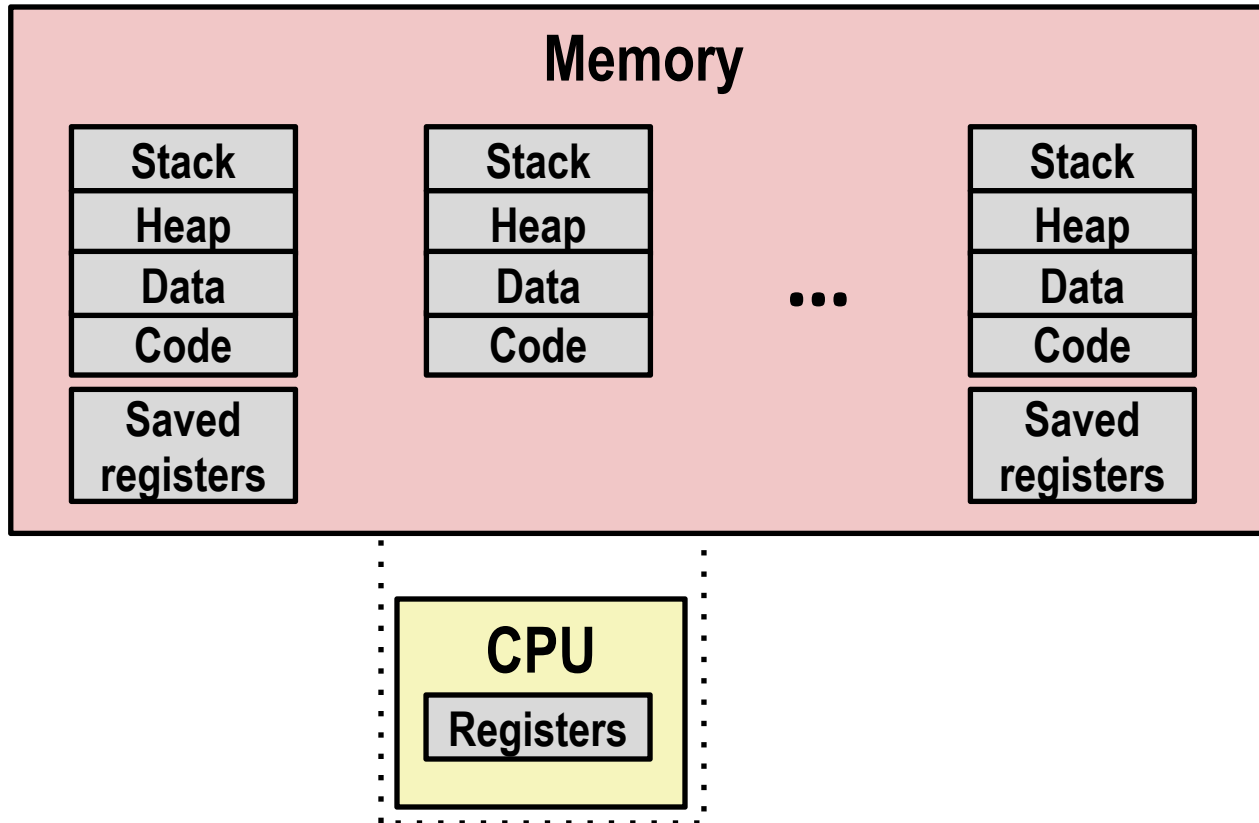 Memory
Stack
Heap
Data
Code
Saved
registers
Stack
Heap
Data
Code
...
Stack
Heap
Data
Code
Saved
registers
CPU
Registers